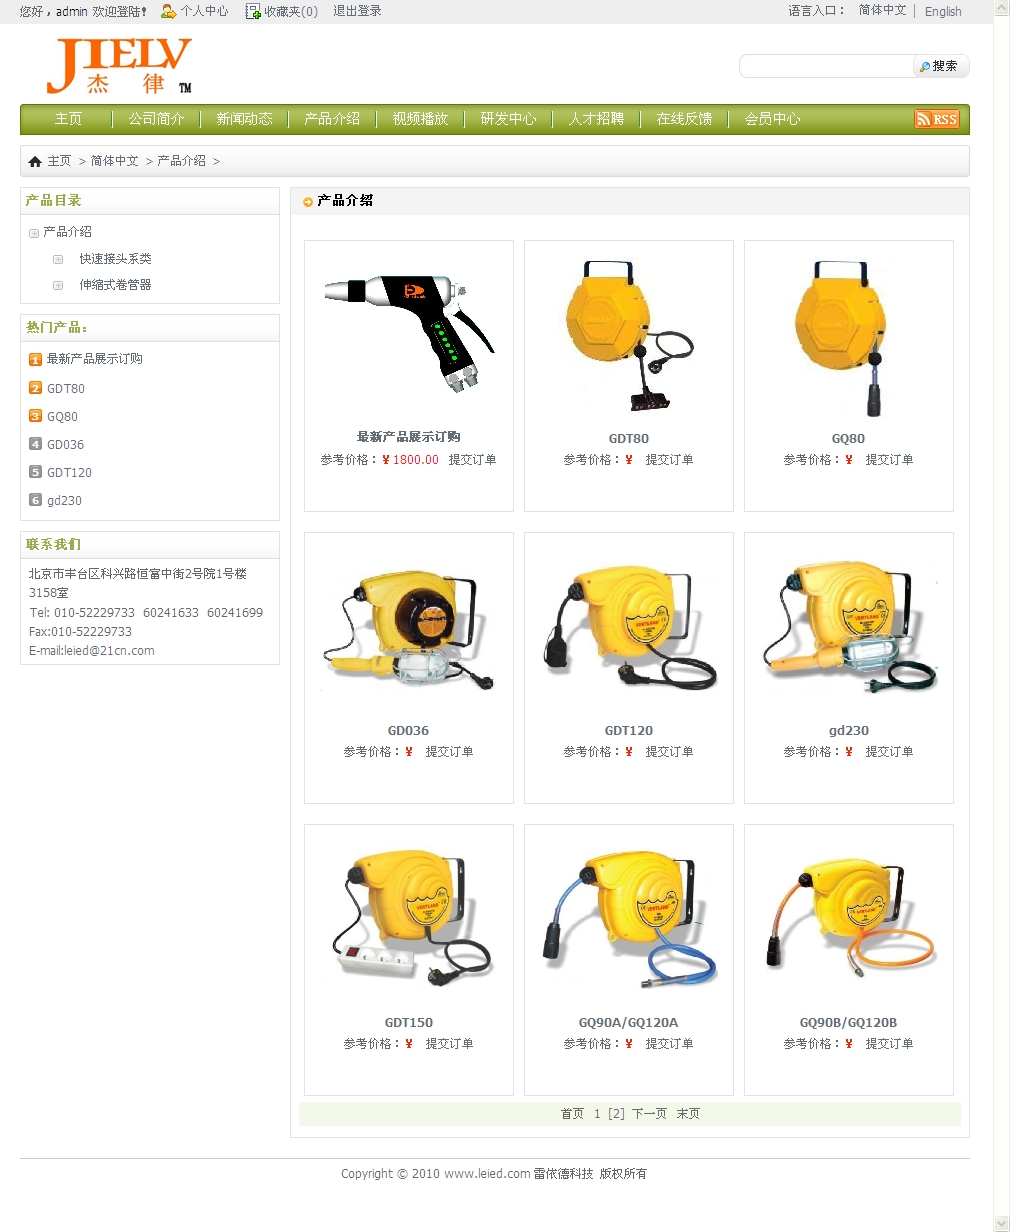 您好，admin 欢迎登陆! 个人中心 收藏夹(0) 退出登录 语言入口： 简体中文 | English
JIELV
杰 律 TM
搜索
主页 公司简介 新闻动态 产品介绍 视频播放 研发中心 人才招聘 在线反馈 会员中心 RSS
主页 > 简体中文 > 产品介绍 >
产品目录
产品介绍
快速接头系类
伸缩式卷管器
热门产品:
1 最新产品展示订购
2 GDT80
3 GQ80
4 GD036
5 GDT120
6 gd230
联系我们
北京市丰台区科兴路恒富中街2号院1号楼
3158室
Tel: 010-52229733 60241633 60241699
Fax:010-52229733
E-mail:leied@21cn.com
产品介绍
最新产品展示订购
参考价格：¥ 1800.00 提交订单
GDT80
参考价格：¥ 提交订单
GQ80
参考价格：¥ 提交订单
GD036
参考价格：¥ 提交订单
VERTLAND
GDT120
参考价格：¥ 提交订单
VERTLAND
gd230
参考价格：¥ 提交订单
VERTLAND
GDT150
参考价格：¥ 提交订单
VERTLAND
GQ90A/GQ120A
参考价格：¥ 提交订单
VERTLAND
GQ90B/GQ120B
参考价格：¥ 提交订单
首页 1 [2] 下一页 末页
Copyright © 2010 www.leied.com 雷依德科技 版权所有